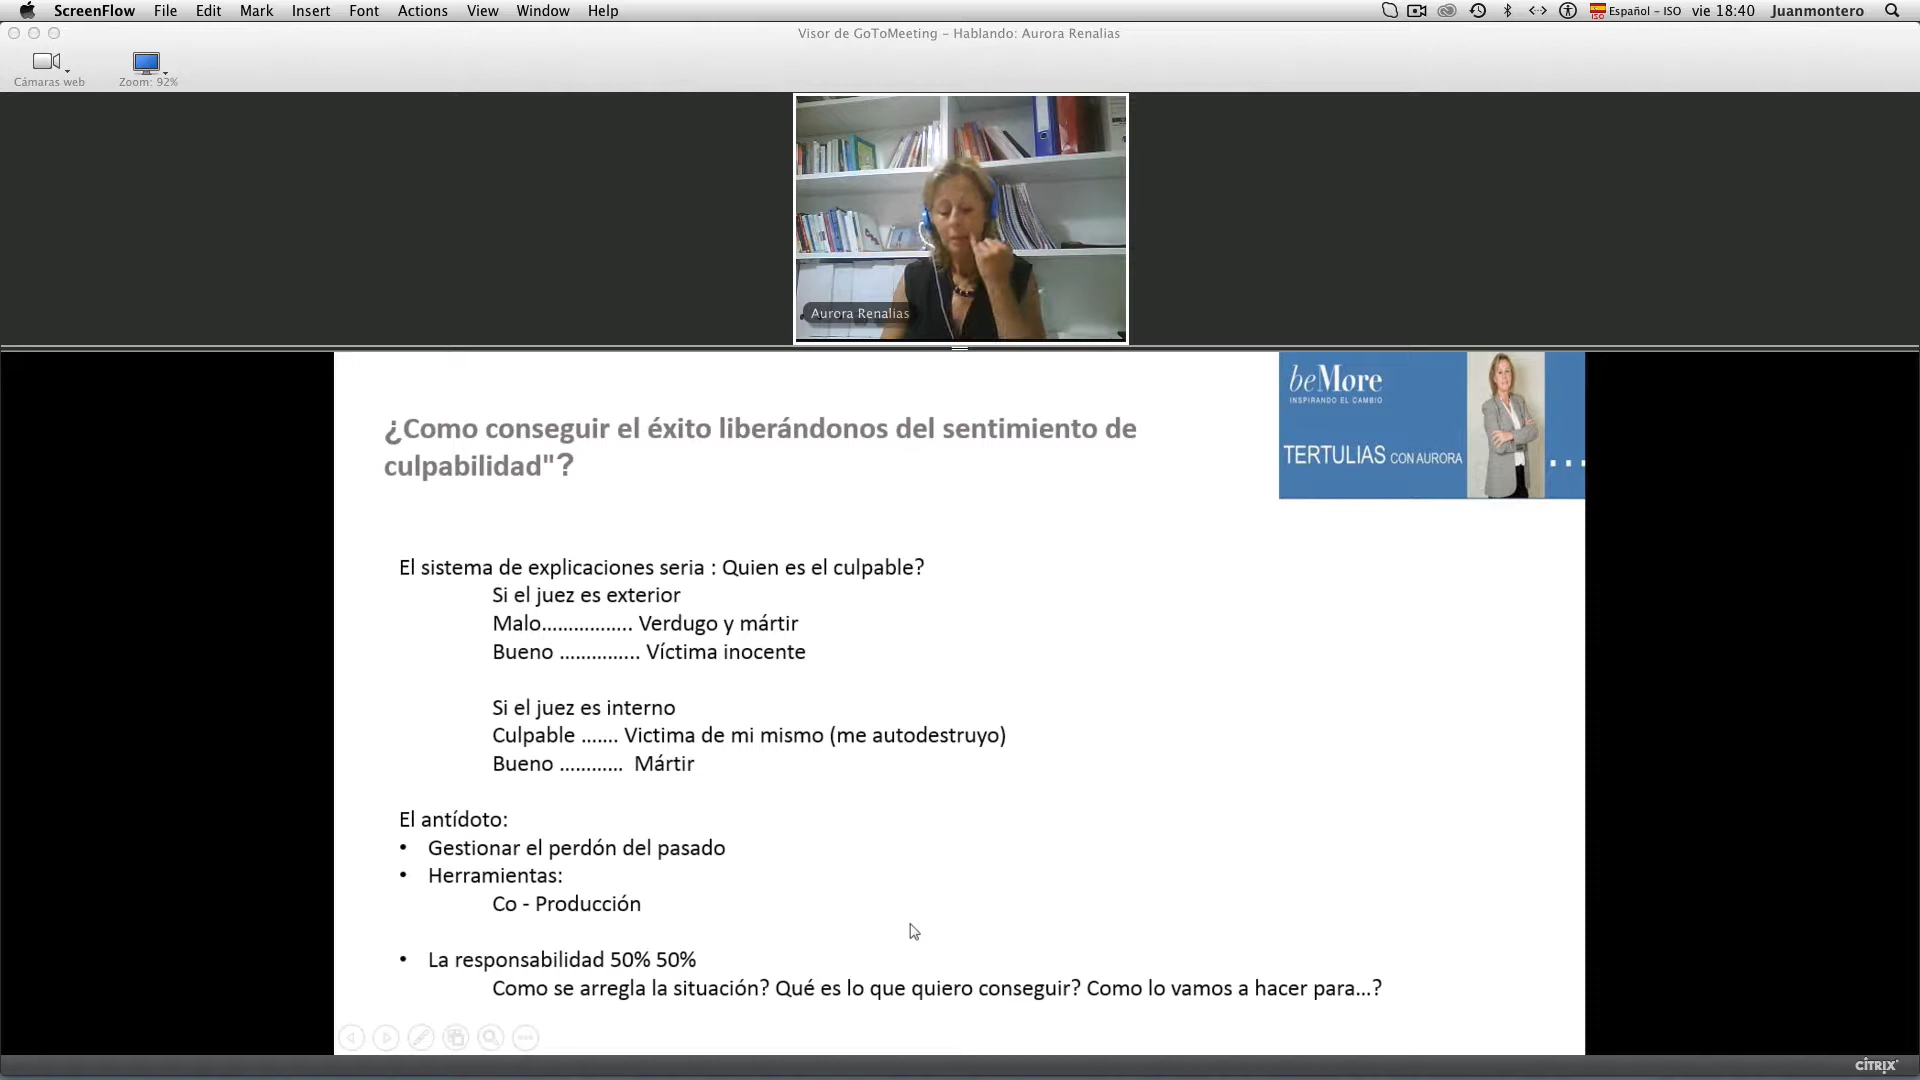 ScreenFlow File Edit Mark Insert Font Actions View Window Help Español - ISO vie 18:40 Juanmontero
Visor de GoToMeeting - Hablando: Aurora Renalias
Cámaras web Zoom: 92%
Aurora Renalias
beMore
INSPIRANDO EL CAMBIO
TERTULIAS CON AURORA ...
¿Como conseguir el éxito liberándonos del sentimiento de
culpabilidad"?
El sistema de explicaciones seria : Quien es el culpable?
Si el juez es exterior
Malo................ Verdugo y mártir
Bueno .............. Víctima inocente
Si el juez es interno
Culpable ....... Victima de mi mismo (me autodestruyo)
Bueno ............ Mártir
El antídoto:
• Gestionar el perdón del pasado
• Herramientas:
Co - Producción
• La responsabilidad 50% 50%
Como se arregla la situación? Qué es lo que quiero conseguir? Como lo vamos a hacer para...?
CITRIX